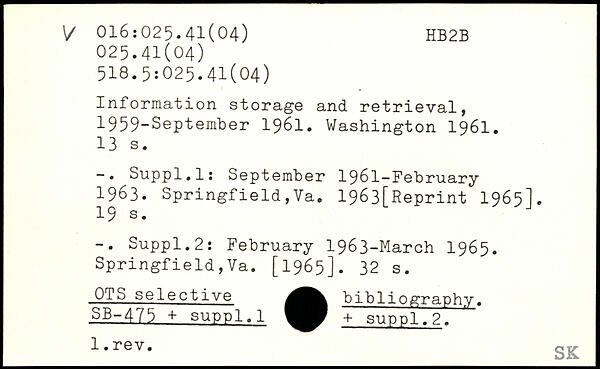 V 016:025.41(04) HB2B
025.41(04)
518.5:025.41(04)
Information storage and retrieval,
1959-September 1961. Washington 1961.
13 s.
-. Suppl.1: September 1961-February
1963. Springfield,Va. 1963[Reprint 1965].
19 s.
-. Suppl.2: February 1963-March 1965.
Springfield,Va. [1965]. 32 s.
OTS selective bibliography.
SB-475 + suppl.1 + suppl.2.
1.rev.
SK